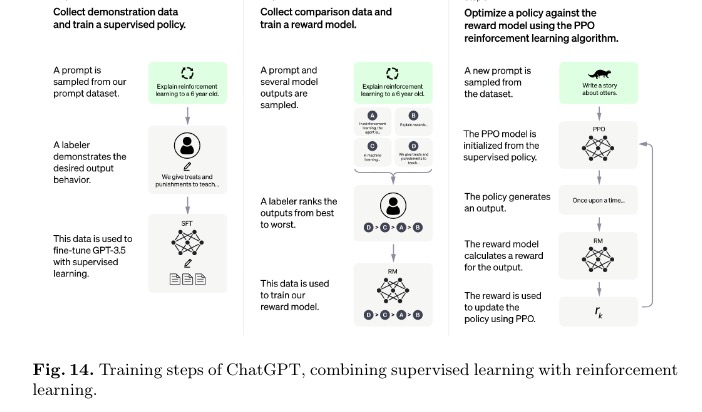 Collect demonstration data
and train a supervised policy.
A prompt is
sampled from our
prompt dataset.
Explain reinforcement
learning to a 6 year old.
A labeler
demonstrates the
desired output
behavior.
We give treats and
punishments to teach...
This data is used to
fine-tune GPT-3.5
with supervised
learning.
SFT
Collect comparison data and
train a reward model.
A prompt and
several model
outputs are
sampled.
Explain reinforcement
learning to a 6 year old.
A
In reinforcement
learning, the
agent is...
B
Explain rewards...
C
In machine
learning...
D
We give treats and
punishments to
teach...
A labeler ranks the
outputs from best
to worst.
D > C > A > B
This data is used
to train our
reward model.
RM
D > C > A > B
Optimize a policy against the
reward model using the PPO
reinforcement learning algorithm.
A new prompt is
sampled from
the dataset.
Write a story
about otters.
The PPO model is
initialized from the
supervised policy.
PPO
The policy generates
an output.
Once upon a time...
The reward model
calculates a reward
for the output.
RM
The reward is used
to update the
policy using PPO.
rk
Fig. 14. Training steps of ChatGPT, combining supervised learning with reinforcement
learning.